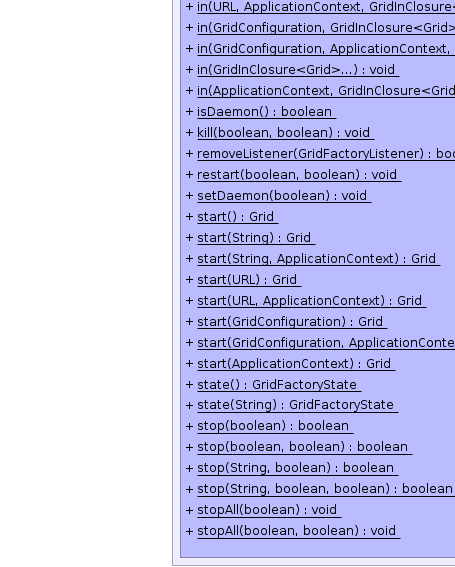 + in(URL, ApplicationContext, GridInClosure<
+ in(GridConfiguration, GridInClosure<Grid>
+ in(GridConfiguration, ApplicationContext,
+ in(GridInClosure<Grid>...) : void
+ in(ApplicationContext, GridInClosure<Grid
+ isDaemon() : boolean
+ kill(boolean, boolean) : void
+ removeListener(GridFactoryListener) : boo
+ restart(boolean, boolean) : void
+ setDaemon(boolean) : void
+ start() : Grid
+ start(String) : Grid
+ start(String, ApplicationContext) : Grid
+ start(URL) : Grid
+ start(URL, ApplicationContext) : Grid
+ start(GridConfiguration) : Grid
+ start(GridConfiguration, ApplicationConte
+ start(ApplicationContext) : Grid
+ state() : GridFactoryState
+ state(String) : GridFactoryState
+ stop(boolean) : boolean
+ stop(boolean, boolean) : boolean
+ stop(String, boolean) : boolean
+ stop(String, boolean, boolean) : boolean
+ stopAll(boolean) : void
+ stopAll(boolean, boolean) : void